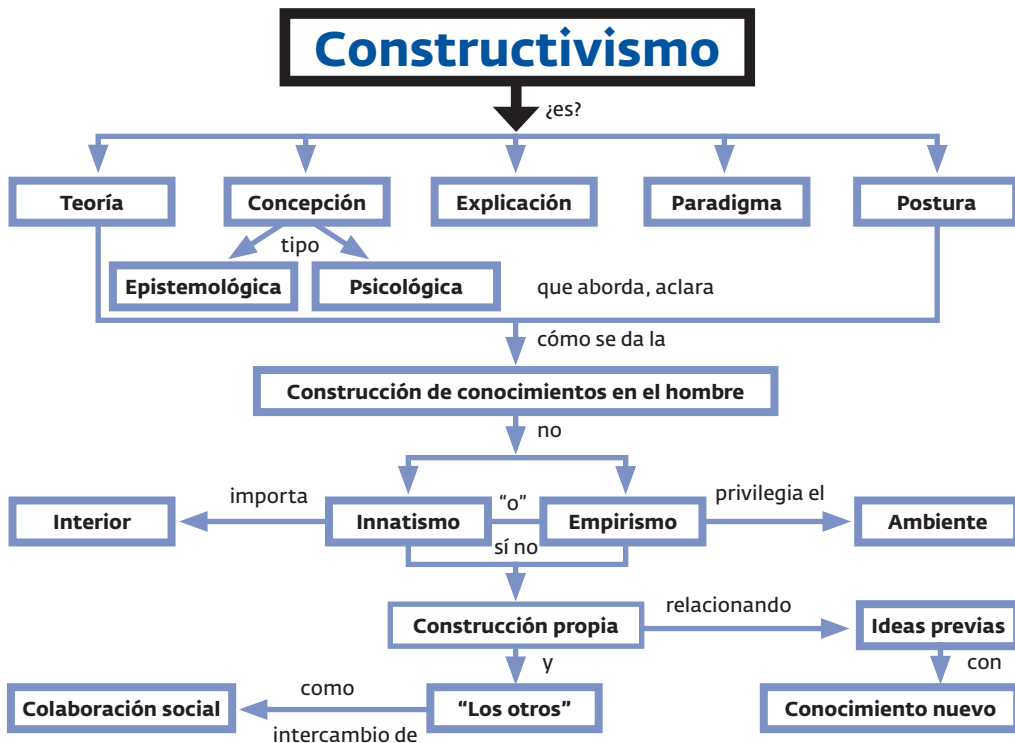 Constructivismo
¿es?
Teoría
Concepción
Explicación
Paradigma
Postura
tipo
Epistemológica
Psicológica
que aborda, aclara
cómo se da la
Construcción de conocimientos en el hombre
no
importa
"o"
privilegia el
Interior
Innatismo
Empirismo
Ambiente
sí no
relacionando
Construcción propia
Ideas previas
y
con
como
Colaboración social
"Los otros"
Conocimiento nuevo
intercambio de